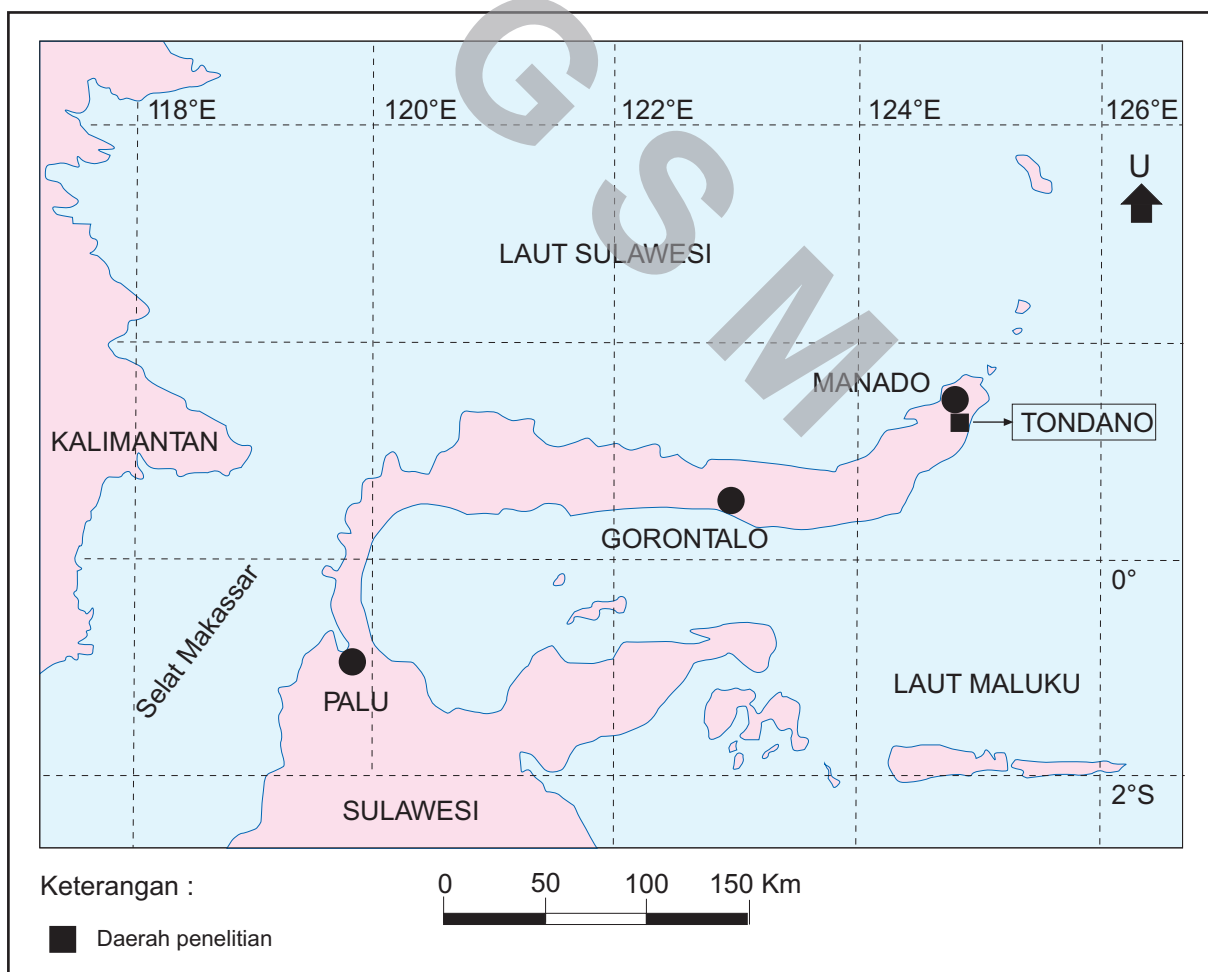 118°E
120°E
122°E
124°E
126°E
U
GSM
LAUT SULAWESI
MANADO
TONDANO
KALIMANTAN
GORONTALO
0°
Selat Makassar
PALU
LAUT MALUKU
2°S
SULAWESI
Keterangan :
0 50 100 150 Km
Daerah penelitian